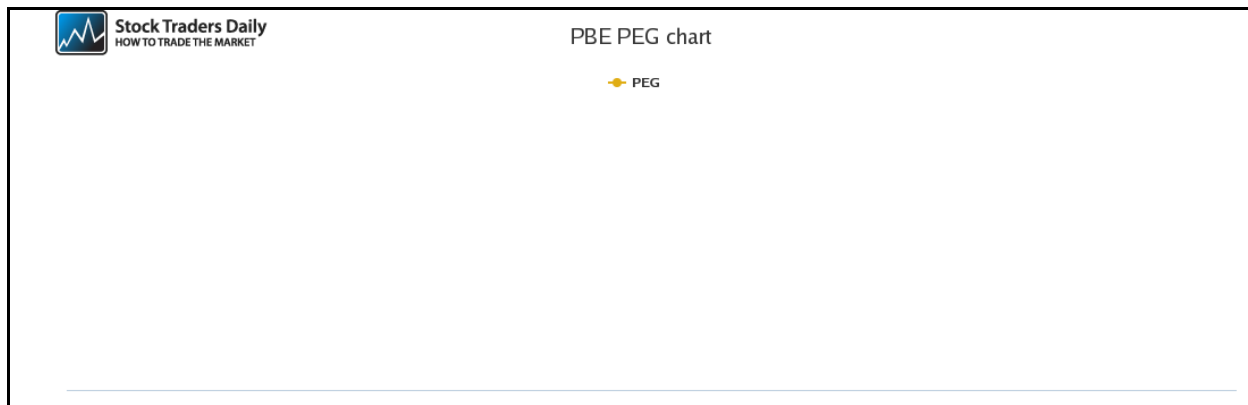 Stock Traders Daily
HOW TO TRADE THE MARKET
PBE PEG chart
PEG